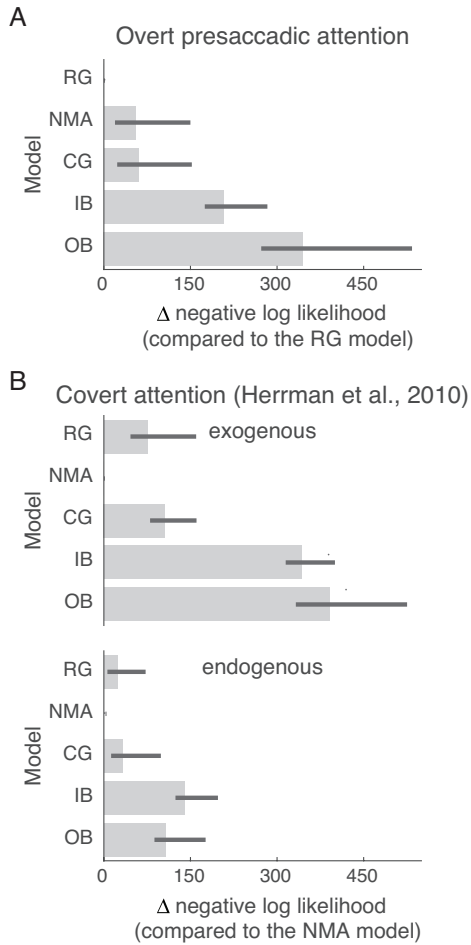 A
Overt presaccadic attention
Model
RG
NMA
CG
IB
OB
0 150 300 450
Δ negative log likelihood
(compared to the RG model)
B
Covert attention (Herrman et al., 2010)
exogenous
Model
RG
NMA
CG
IB
OB
endogenous
Model
RG
NMA
CG
IB
OB
0 150 300 450
Δ negative log likelihood
(compared to the NMA model)